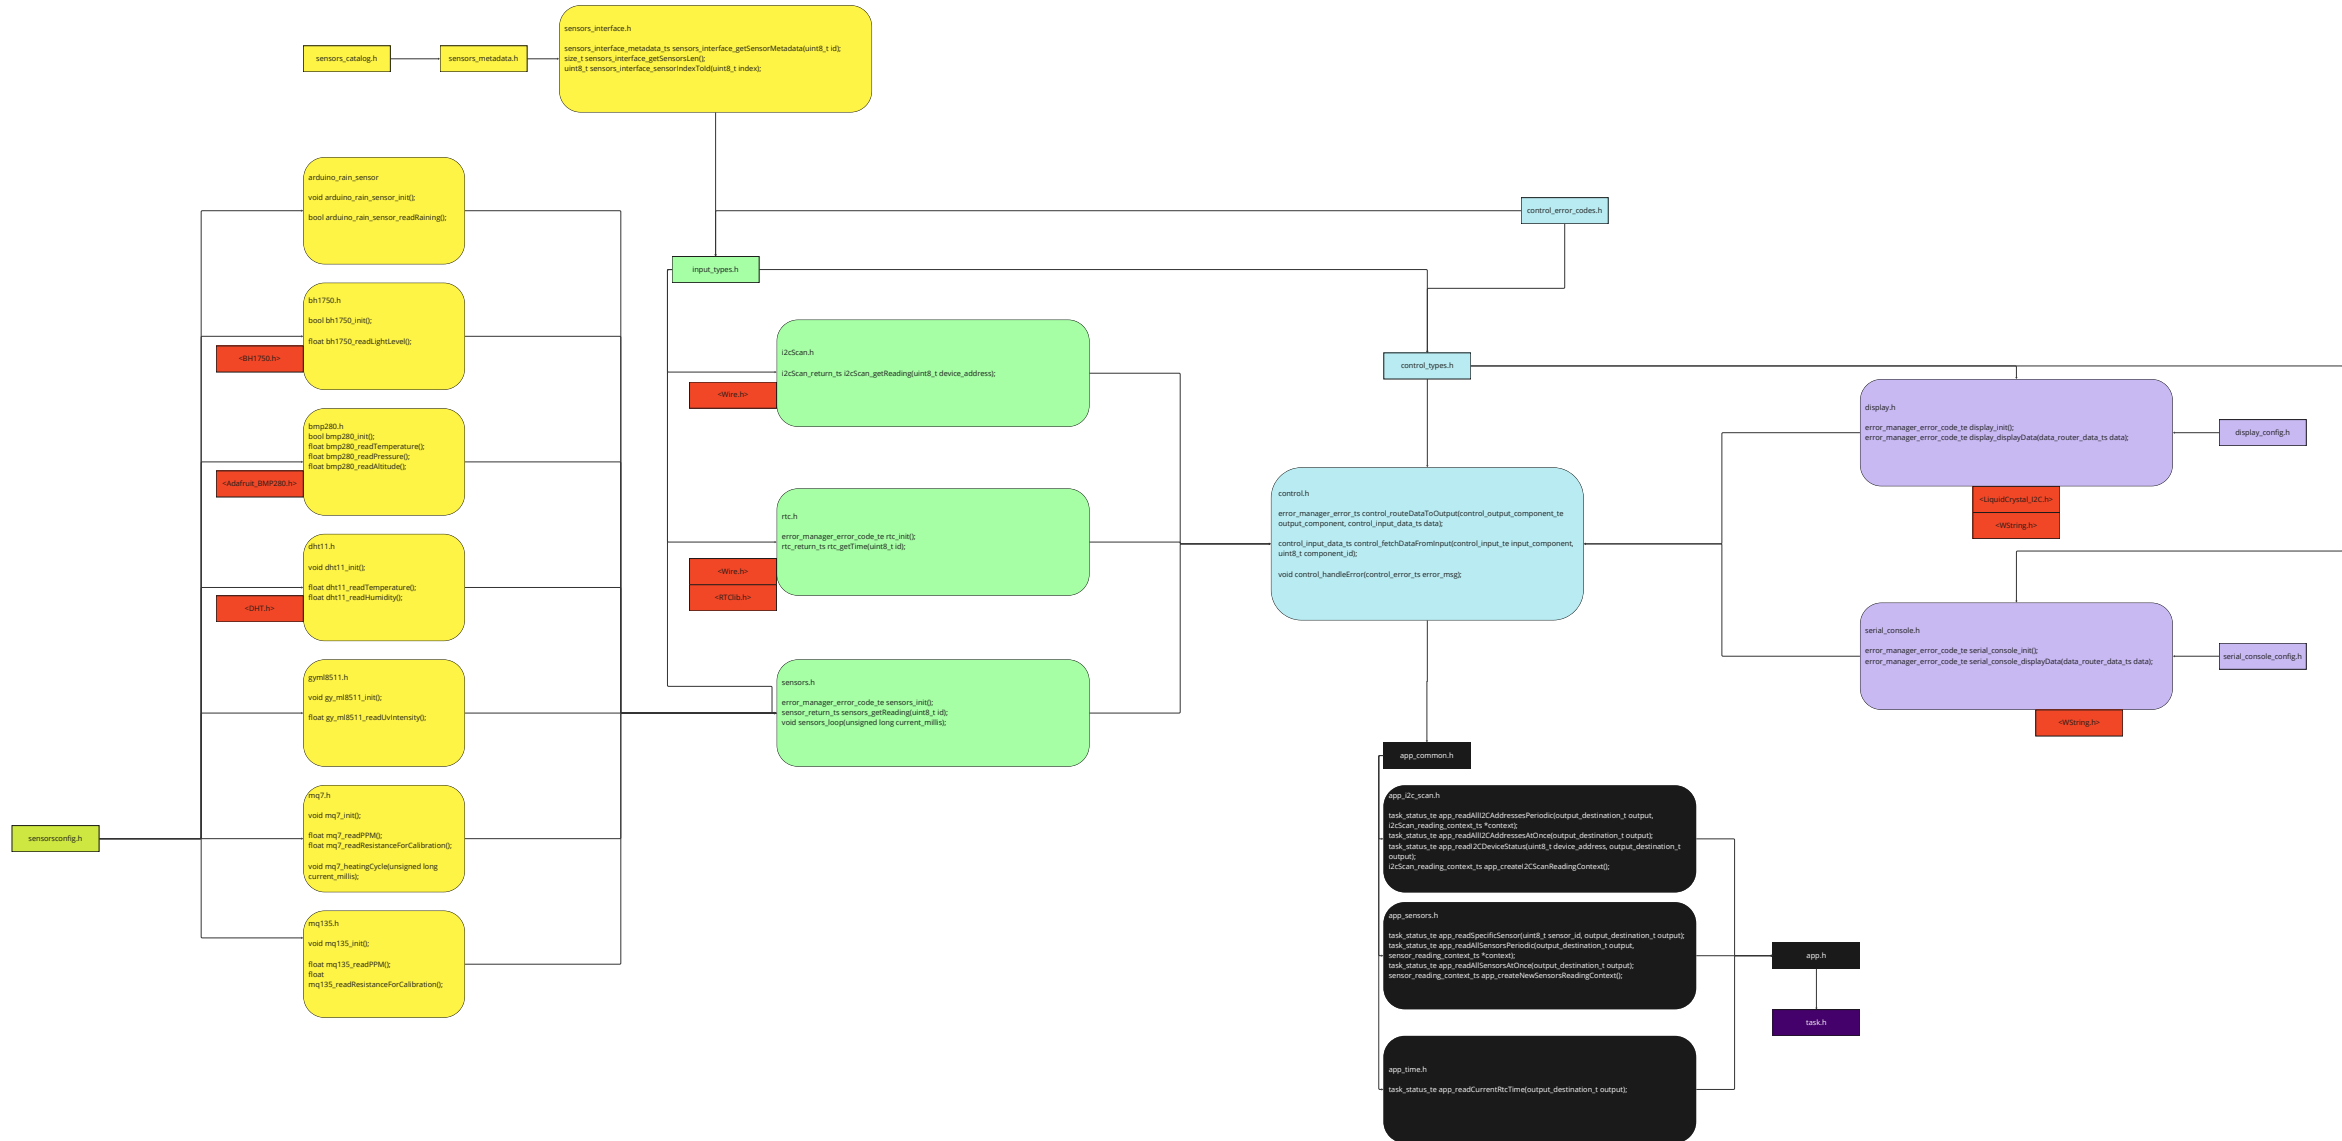 sensors_interface.h
sensors_interface_metadata_ts sensors_interface_getSensorMetadata(uint8_t id);
size_t sensors_interface_getSensorsLen();
uint8_t sensors_interface_sensorIndexToId(uint8_t index);
sensors_catalog.h
sensors_metadata.h
arduino_rain_sensor
void arduino_rain_sensor_init();
bool arduino_rain_sensor_readRaining();
control_error_codes.h
input_types.h
bh1750.h
bool bh1750_init();
float bh1750_readLightLevel();
<BH1750.h>
i2cScan.h
i2cScan_return_ts i2cScan_getReading(uint8_t device_address);
<Wire.h>
control_types.h
display.h
error_manager_error_code_te display_init();
error_manager_error_code_te display_displayData(data_router_data_ts data);
display_config.h
<LiquidCrystal_I2C.h>
<WString.h>
bmp280.h
bool bmp280_init();
float bmp280_readTemperature();
float bmp280_readPressure();
float bmp280_readAltitude();
<Adafruit_BMP280.h>
rtc.h
error_manager_error_code_te rtc_init();
rtc_return_ts rtc_getTime(uint8_t id);
<Wire.h>
<RTClib.h>
control.h
error_manager_error_ts control_routeDataToOutput(control_output_component_te
output_component, control_input_data_ts data);
control_input_data_ts control_fetchDataFromInput(control_input_te input_component,
uint8_t component_id);
void control_handleError(control_error_ts error_msg);
dht11.h
void dht11_init();
float dht11_readTemperature();
float dht11_readHumidity();
<DHT.h>
serial_console.h
error_manager_error_code_te serial_console_init();
error_manager_error_code_te serial_console_displayData(data_router_data_ts data);
serial_console_config.h
<WString.h>
gyml8511.h
void gy_ml8511_init();
float gy_ml8511_readUvIntensity();
sensors.h
error_manager_error_code_te sensors_init();
sensor_return_ts sensors_getReading(uint8_t id);
void sensors_loop(unsigned long current_millis);
app_common.h
sensorsconfig.h
mq7.h
void mq7_init();
float mq7_readPPM();
float mq7_readResistanceForCalibration();
void mq7_heatingCycle(unsigned long
current_millis);
app_i2c_scan.h
task_status_te app_readAllI2CAddressesPeriodic(output_destination_t output,
i2cScan_reading_context_ts *context);
task_status_te app_readAllI2CAddressesAtOnce(output_destination_t output);
task_status_te app_readI2CDeviceStatus(uint8_t device_address, output_destination_t
output);
i2cScan_reading_context_ts app_createI2CScanReadingContext();
mq135.h
void mq135_init();
float mq135_readPPM();
float
mq135_readResistanceForCalibration();
app_sensors.h
task_status_te app_readSpecificSensor(uint8_t sensor_id, output_destination_t output);
task_status_te app_readAllSensorsPeriodic(output_destination_t output,
sensor_reading_context_ts *context);
task_status_te app_readAllSensorsAtOnce(output_destination_t output);
sensor_reading_context_ts app_createNewSensorsReadingContext();
app.h
task.h
app_time.h
task_status_te app_readCurrentRtcTime(output_destination_t output);